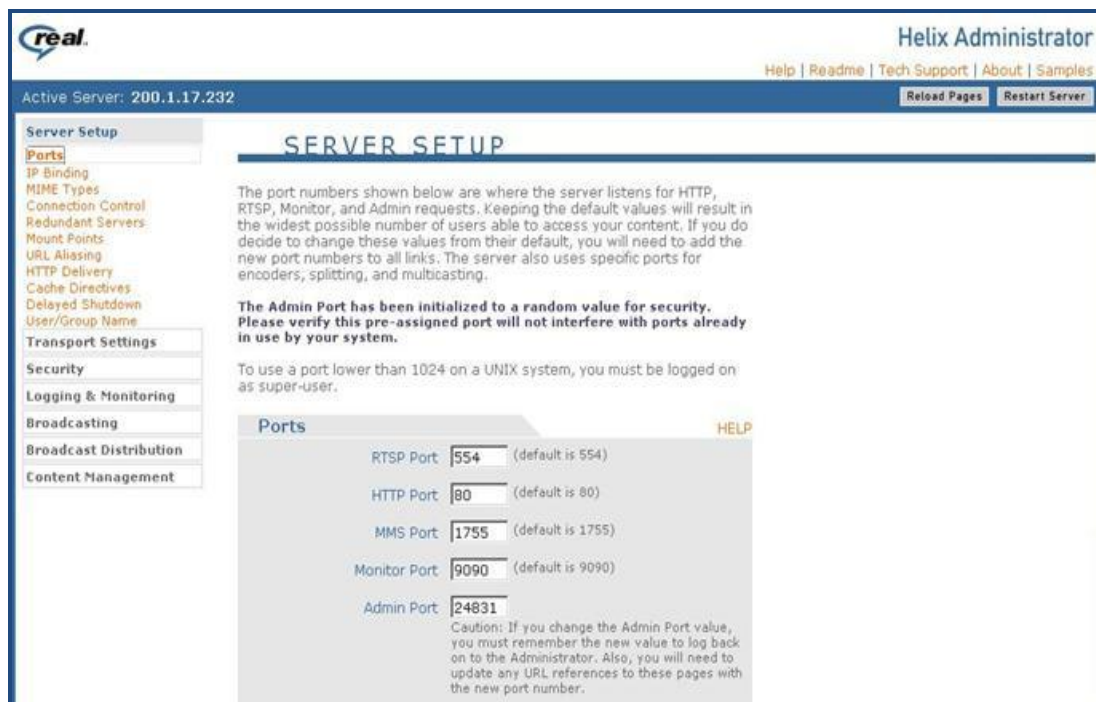 real.
Helix Administrator
Help | Readme | Tech Support | About | Samples
Active Server: 200.1.17.232
Reload Pages Restart Server
Server Setup
Ports
IP Binding
MIME Types
Connection Control
Redundant Servers
Mount Points
URL Aliasing
HTTP Delivery
Cache Directives
Delayed Shutdown
User/Group Name
Transport Settings
Security
Logging & Monitoring
Broadcasting
Broadcast Distribution
Content Management
SERVER SETUP
The port numbers shown below are where the server listens for HTTP,
RTSP, Monitor, and Admin requests. Keeping the default values will result in
the widest possible number of users able to access your content. If you do
decide to change these values from their default, you will need to add the
new port numbers to all links. The server also uses specific ports for
encoders, splitting, and multicasting.
The Admin Port has been initialized to a random value for security.
Please verify this pre-assigned port will not interfere with ports already
in use by your system.
To use a port lower than 1024 on a UNIX system, you must be logged on
as super-user.
Ports HELP
RTSP Port 554 (default is 554)
HTTP Port 80 (default is 80)
MMS Port 1755 (default is 1755)
Monitor Port 9090 (default is 9090)
Admin Port 24831
Caution: If you change the Admin Port value,
you must remember the new value to log back
on to the Administrator. Also, you will need to
update any URL references to these pages with
the new port number.